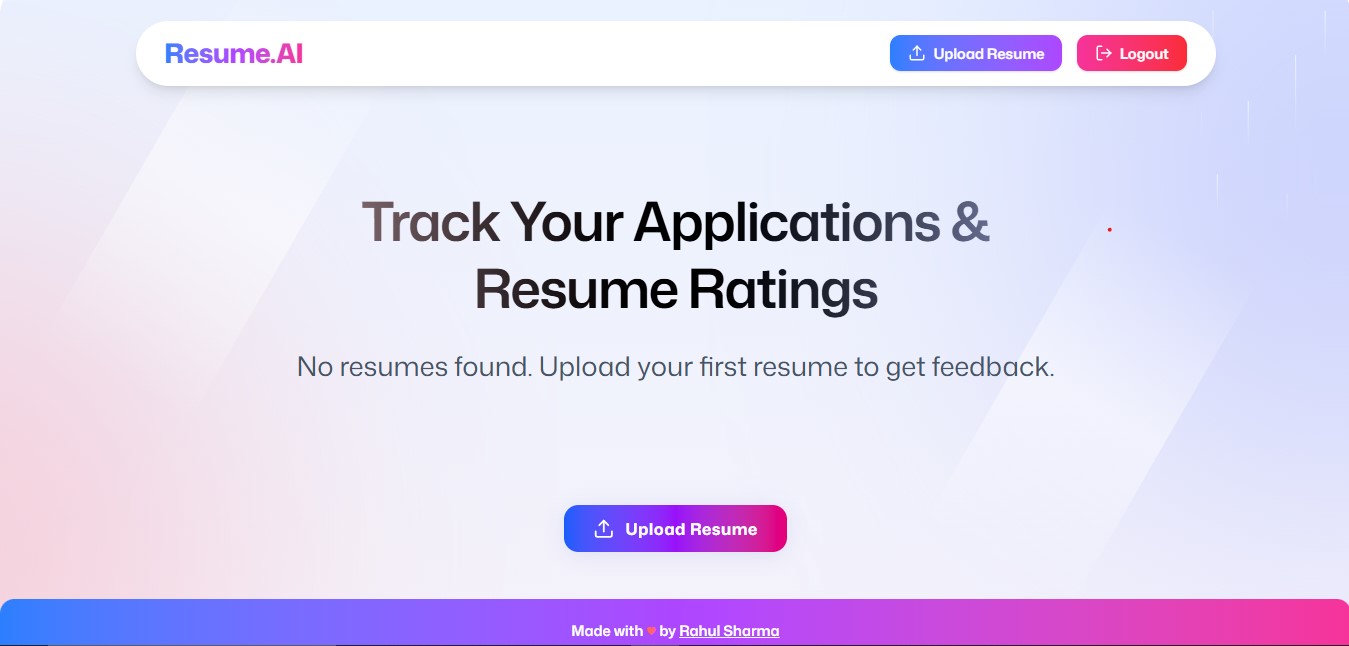 Resume.AI
Upload Resume
Logout
Track Your Applications &
Resume Ratings
No resumes found. Upload your first resume to get feedback.
Upload Resume
Made with ♥ by Rahul Sharma